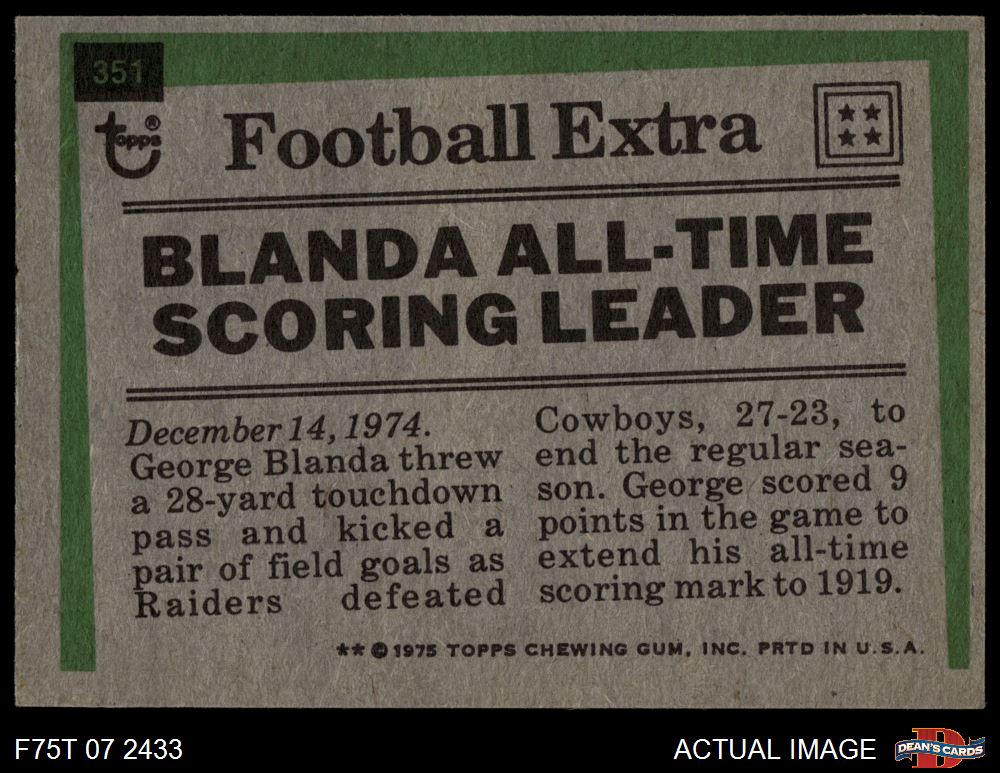 351
Topps®
Football Extra
BLANDA ALL-TIME
SCORING LEADER
December 14, 1974.
George Blanda threw
a 28-yard touchdown
pass and kicked a
pair of field goals as
Raiders defeated
Cowboys, 27-23, to
end the regular sea-
son. George scored 9
points in the game to
extend his all-time
scoring mark to 1919.
** © 1975 TOPPS CHEWING GUM, INC. PRTD IN U.S.A.
F75T 07 2433
ACTUAL IMAGE
D
DEAN'S CARDS